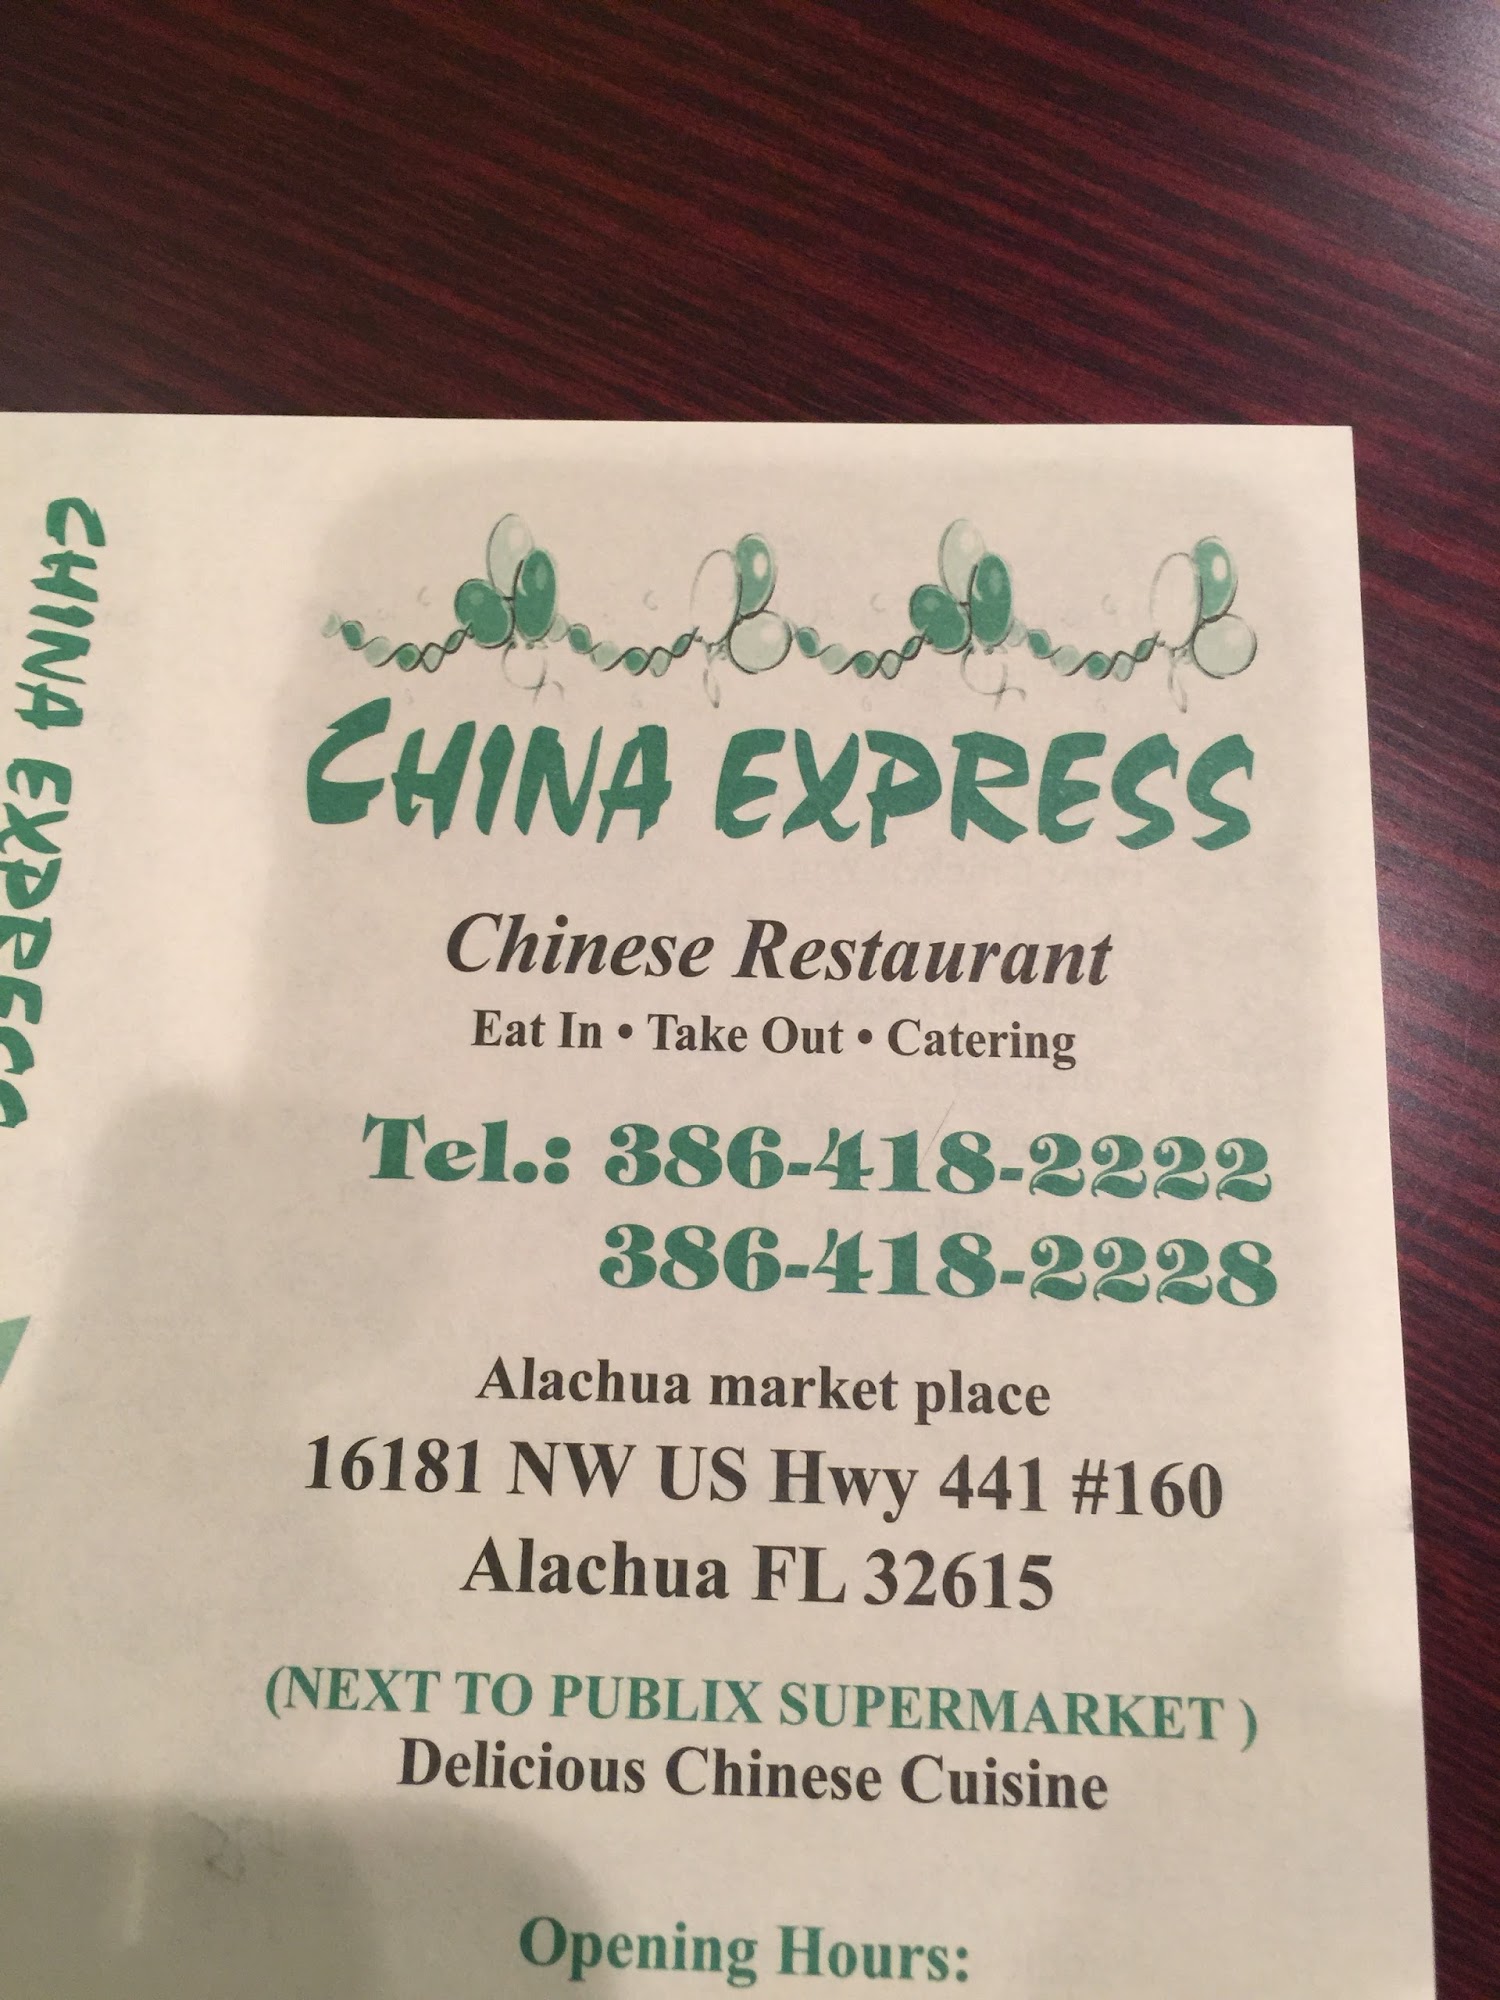 CHINA EXPRESS
CHINA EXPRESS
Chinese Restaurant
Eat In • Take Out • Catering
Tel.: 386-418-2222
386-418-2228
Alachua market place
16181 NW US Hwy 441 #160
Alachua FL 32615
(NEXT TO PUBLIX SUPERMARKET )
Delicious Chinese Cuisine
Opening Hours: